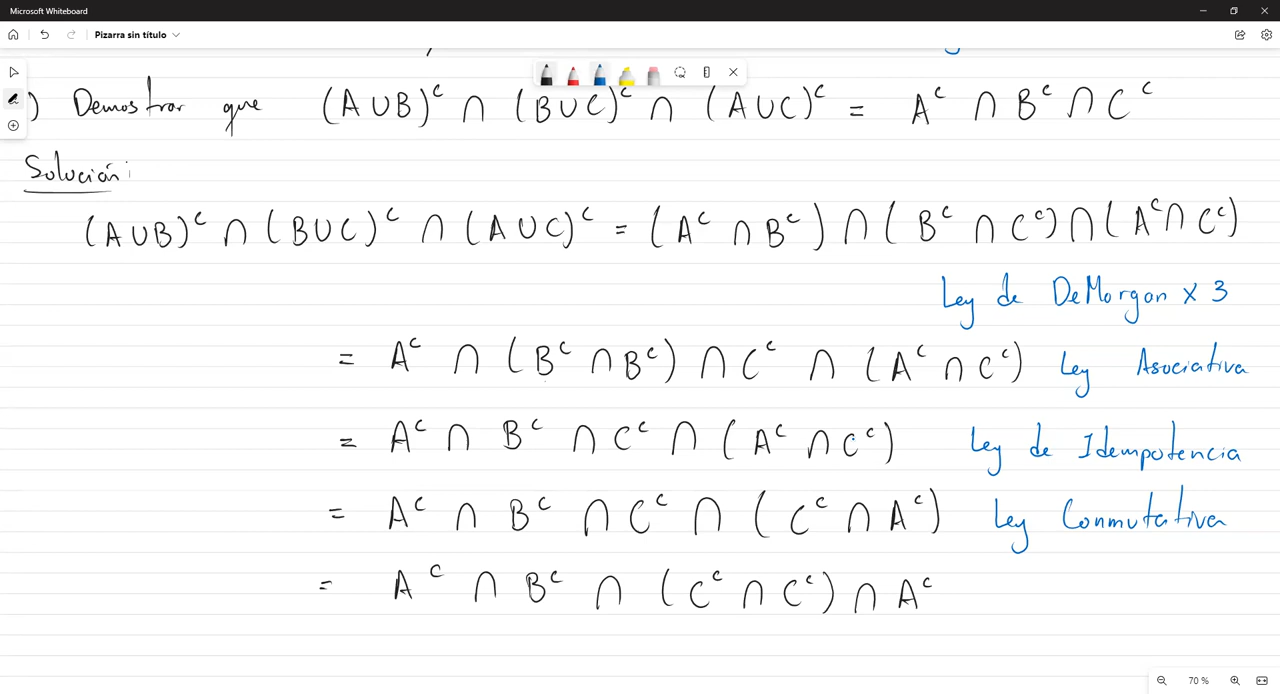 Microsoft Whiteboard
Pizarra sin título
) Demostrar que (A∪B)ᶜ ∩ (B∪C)ᶜ ∩ (A∪C)ᶜ = Aᶜ ∩ Bᶜ ∩ Cᶜ
Solución:
(A∪B)ᶜ ∩ (B∪C)ᶜ ∩ (A∪C)ᶜ = (Aᶜ ∩ Bᶜ) ∩ (Bᶜ ∩ Cᶜ) ∩ (Aᶜ ∩ Cᶜ)
Ley de DeMorgan x 3
= Aᶜ ∩ (Bᶜ ∩ Bᶜ) ∩ Cᶜ ∩ (Aᶜ ∩ Cᶜ) Ley Asociativa
= Aᶜ ∩ Bᶜ ∩ Cᶜ ∩ (Aᶜ ∩ Cᶜ) Ley de Idempotencia
= Aᶜ ∩ Bᶜ ∩ Cᶜ ∩ (Cᶜ ∩ Aᶜ) Ley Conmutativa
= Aᶜ ∩ Bᶜ ∩ (Cᶜ ∩ Cᶜ) ∩ Aᶜ
70 %